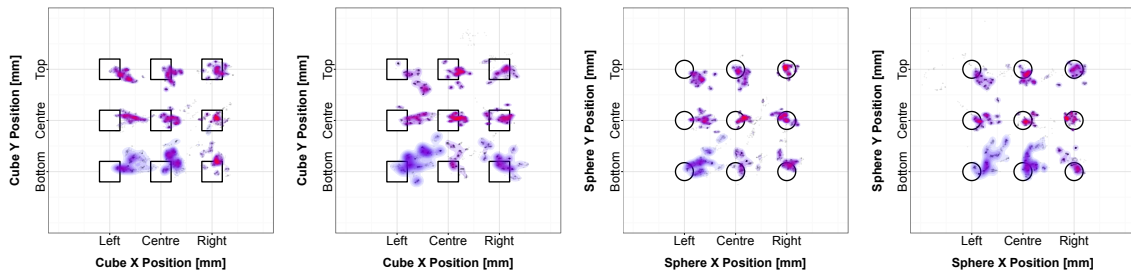 Cube Y Position [mm]
Top
Centre
Bottom
Left Centre Right
Cube X Position [mm]
Cube Y Position [mm]
Top
Centre
Bottom
Left Centre Right
Cube X Position [mm]
Sphere Y Position [mm]
Top
Centre
Bottom
Left Centre Right
Sphere X Position [mm]
Sphere Y Position [mm]
Top
Centre
Bottom
Left Centre Right
Sphere X Position [mm]